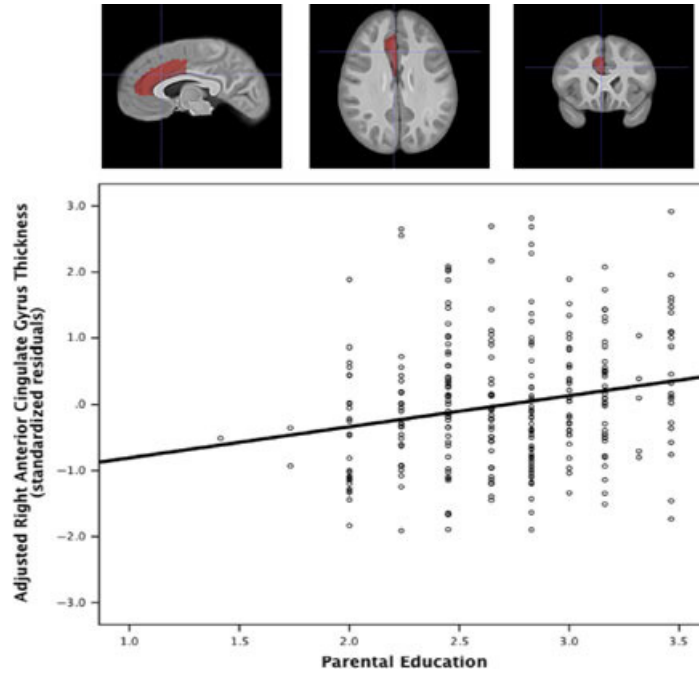 Adjusted Right Anterior Cingulate Gyrus Thickness
(standardized residuals)
3.0
2.0
1.0
.0
−1.0
−2.0
−3.0
1.0 1.5 2.0 2.5 3.0 3.5
Parental Education